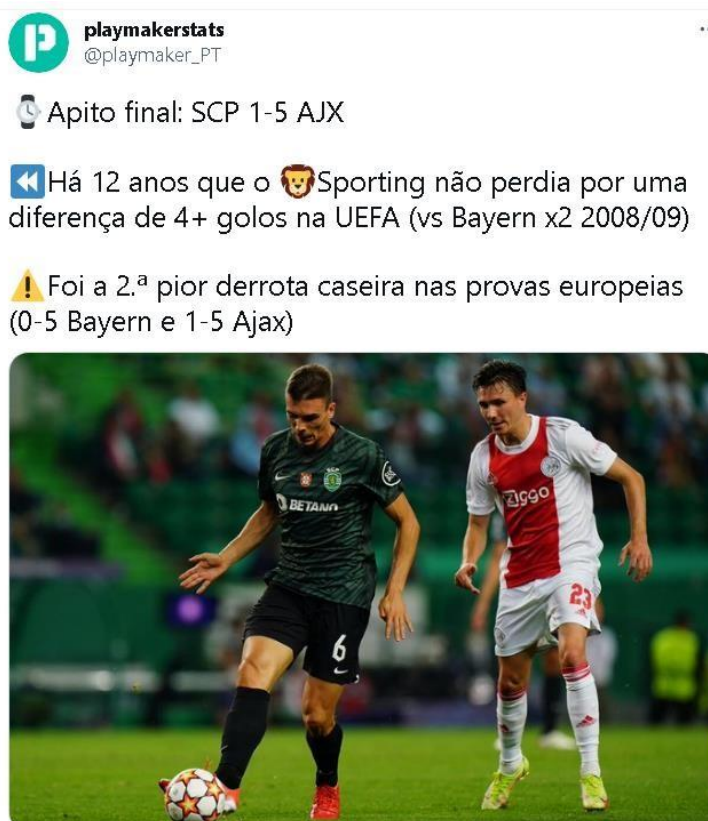 playmakerstats
@playmaker_PT
Apito final: SCP 1-5 AJX
Há 12 anos que o 🦁Sporting não perdia por uma
diferença de 4+ golos na UEFA (vs Bayern x2 2008/09)
Foi a 2.ª pior derrota caseira nas provas europeias
(0-5 Bayern e 1-5 Ajax)
BETANO
6
Ziggo
23